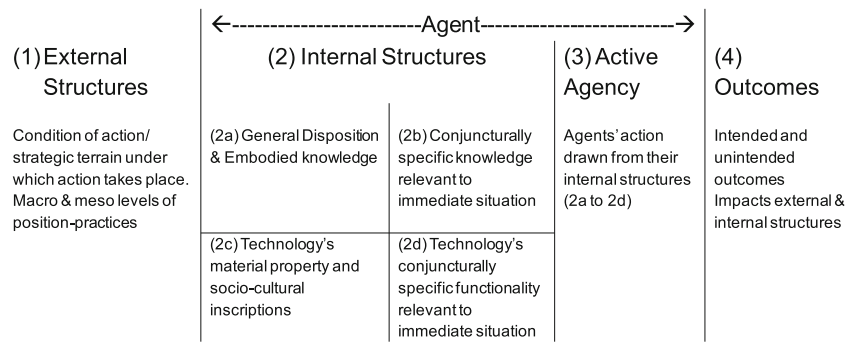 ←-------------------------Agent----------------------------→
(1) External
Structures
(2) Internal Structures
(3) Active
Agency
(4)
Outcomes
Condition of action/
strategic terrain under
which action takes place.
Macro & meso levels of
position-practices
(2a) General Disposition
& Embodied knowledge
(2b) Conjuncturally
specific knowledge
relevant to
immediate situation
Agents' action
drawn from their
internal structures
(2a to 2d)
Intended and
unintended
outcomes
Impacts external &
internal structures
(2c) Technology's
material property and
socio-cultural
inscriptions
(2d) Technology's
conjuncturally
specific functionality
relevant to
immediate situation